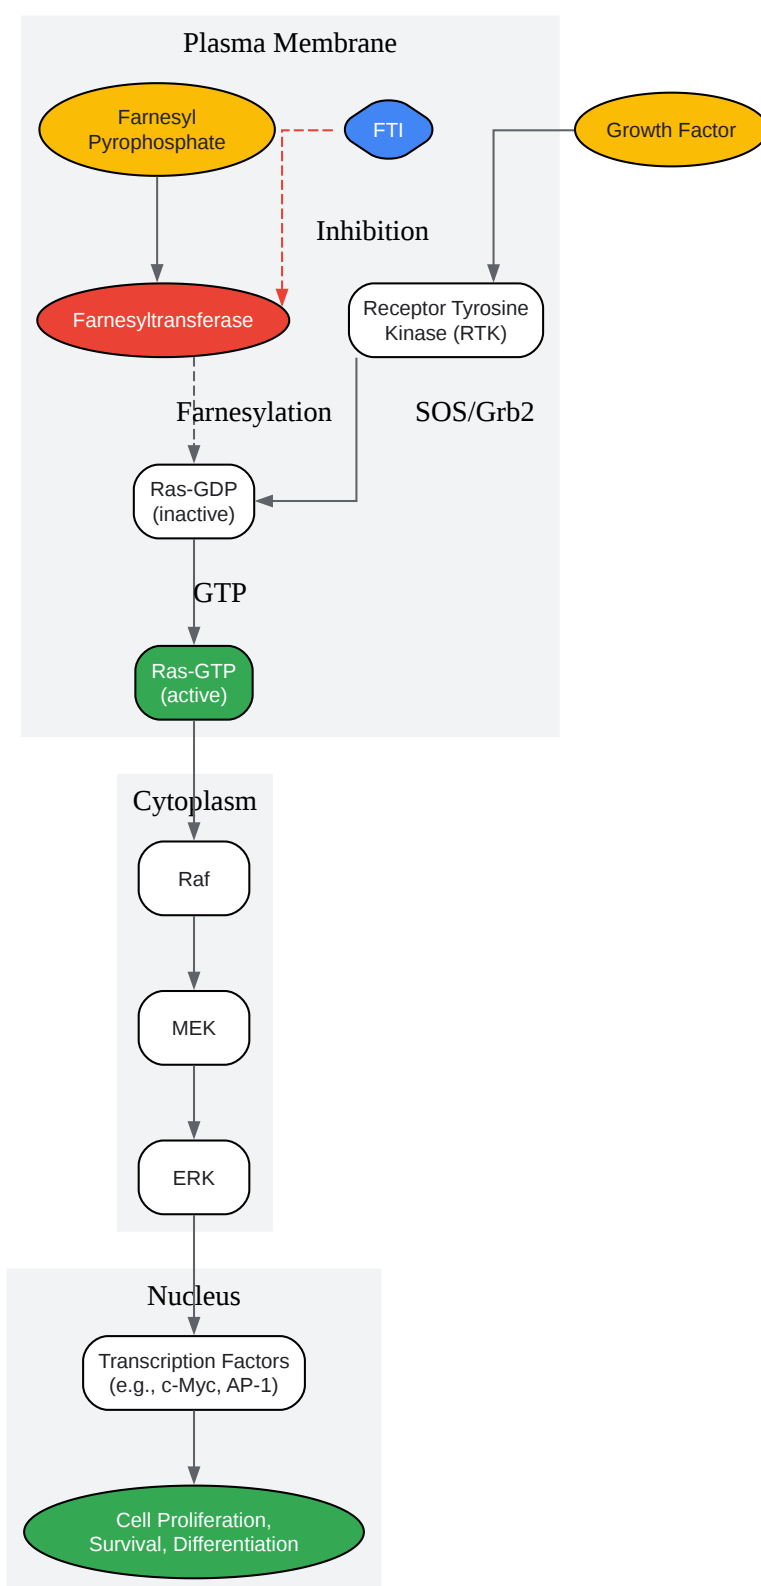 Plasma Membrane
Farnesyl
Pyrophosphate
FTI
Growth Factor
Inhibition
Farnesyltransferase
Receptor Tyrosine
Kinase (RTK)
Farnesylation
SOS/Grb2
Ras-GDP
(inactive)
GTP
Ras-GTP
(active)
Cytoplasm
Raf
MEK
ERK
Nucleus
Transcription Factors
(e.g., c-Myc, AP-1)
Cell Proliferation,
Survival, Differentiation